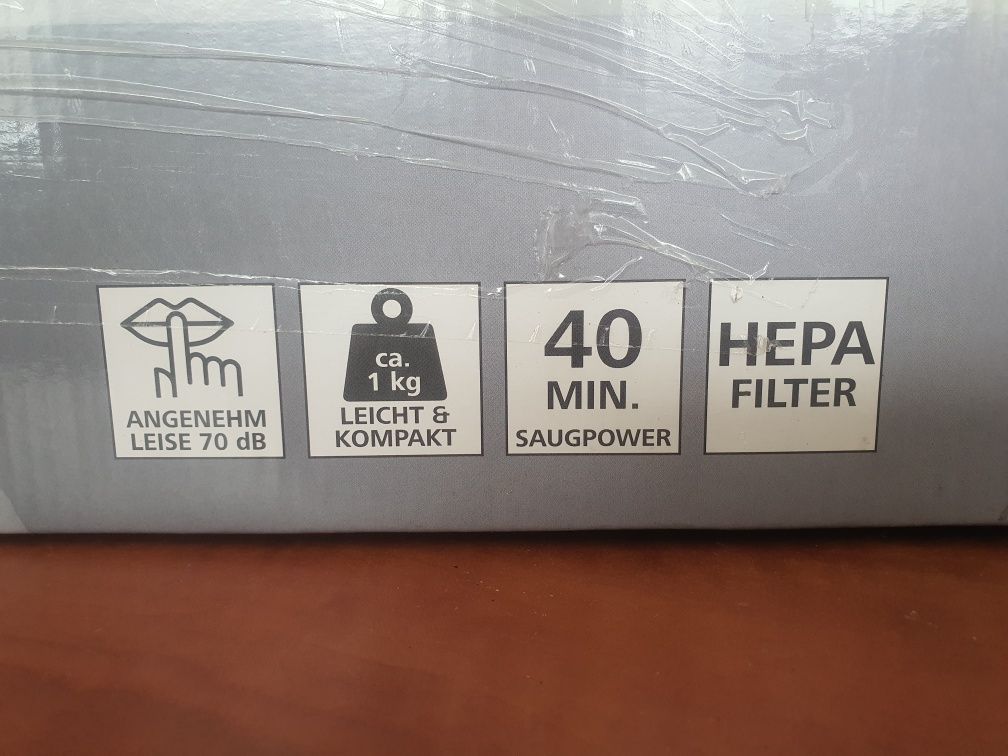 ANGENEHM
LEISE 70 dB
ca.
1 kg
LEICHT &
KOMPAKT
40
MIN.
SAUGPOWER
HEPA
FILTER